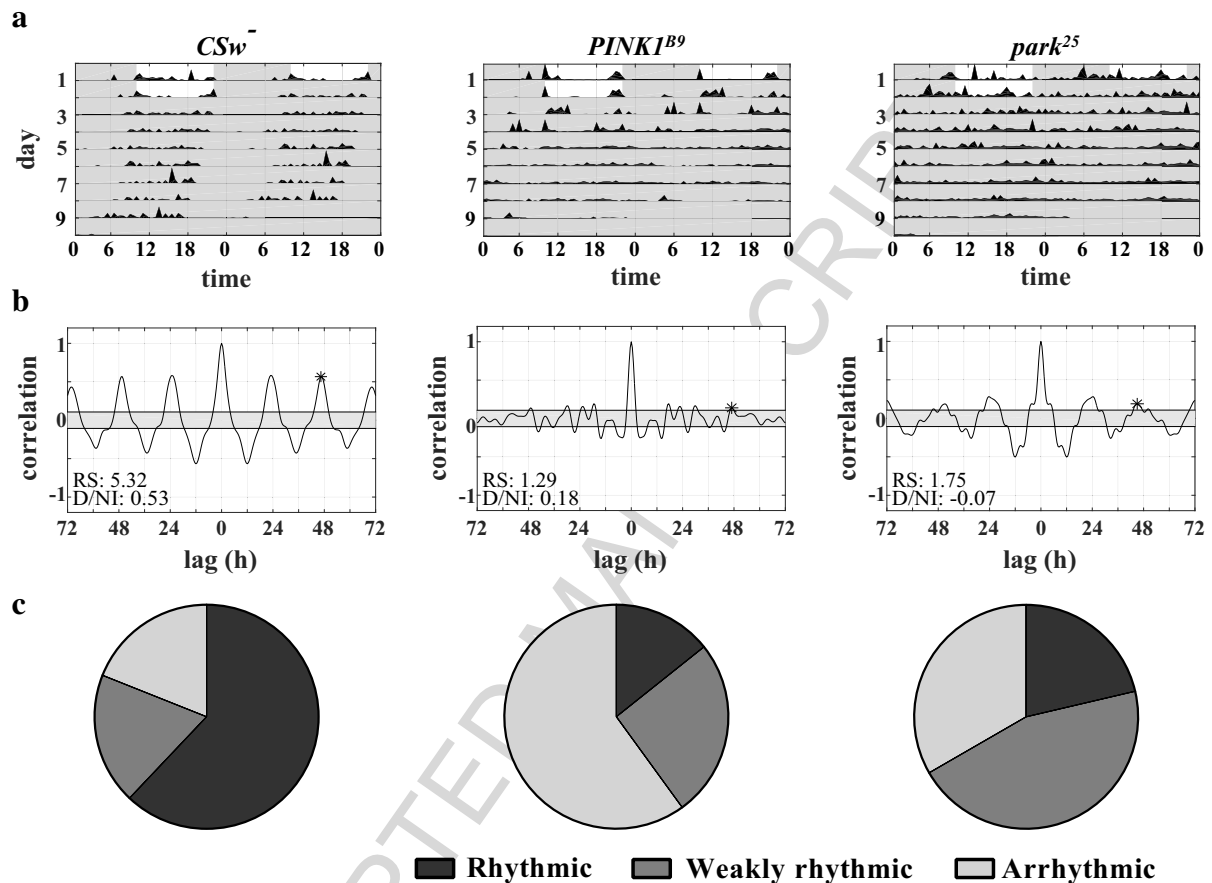 a
CSw⁻ PINK1ᴮ⁹ park²⁵
day
1
3
5
7
9
0 6 12 18 0 6 12 18 0
time
1
3
5
7
9
0 6 12 18 0 6 12 18 0
time
1
3
5
7
9
0 6 12 18 0 6 12 18 0
time
b
correlation
1
0
-1
RS: 5.32
D/NI: 0.53
72 48 24 0 24 48 72
lag (h)
correlation
1
0
-1
RS: 1.29
D/NI: 0.18
72 48 24 0 24 48 72
lag (h)
correlation
1
0
-1
RS: 1.75
D/NI: -0.07
72 48 24 0 24 48 72
lag (h)
c
Rhythmic Weakly rhythmic Arrhythmic